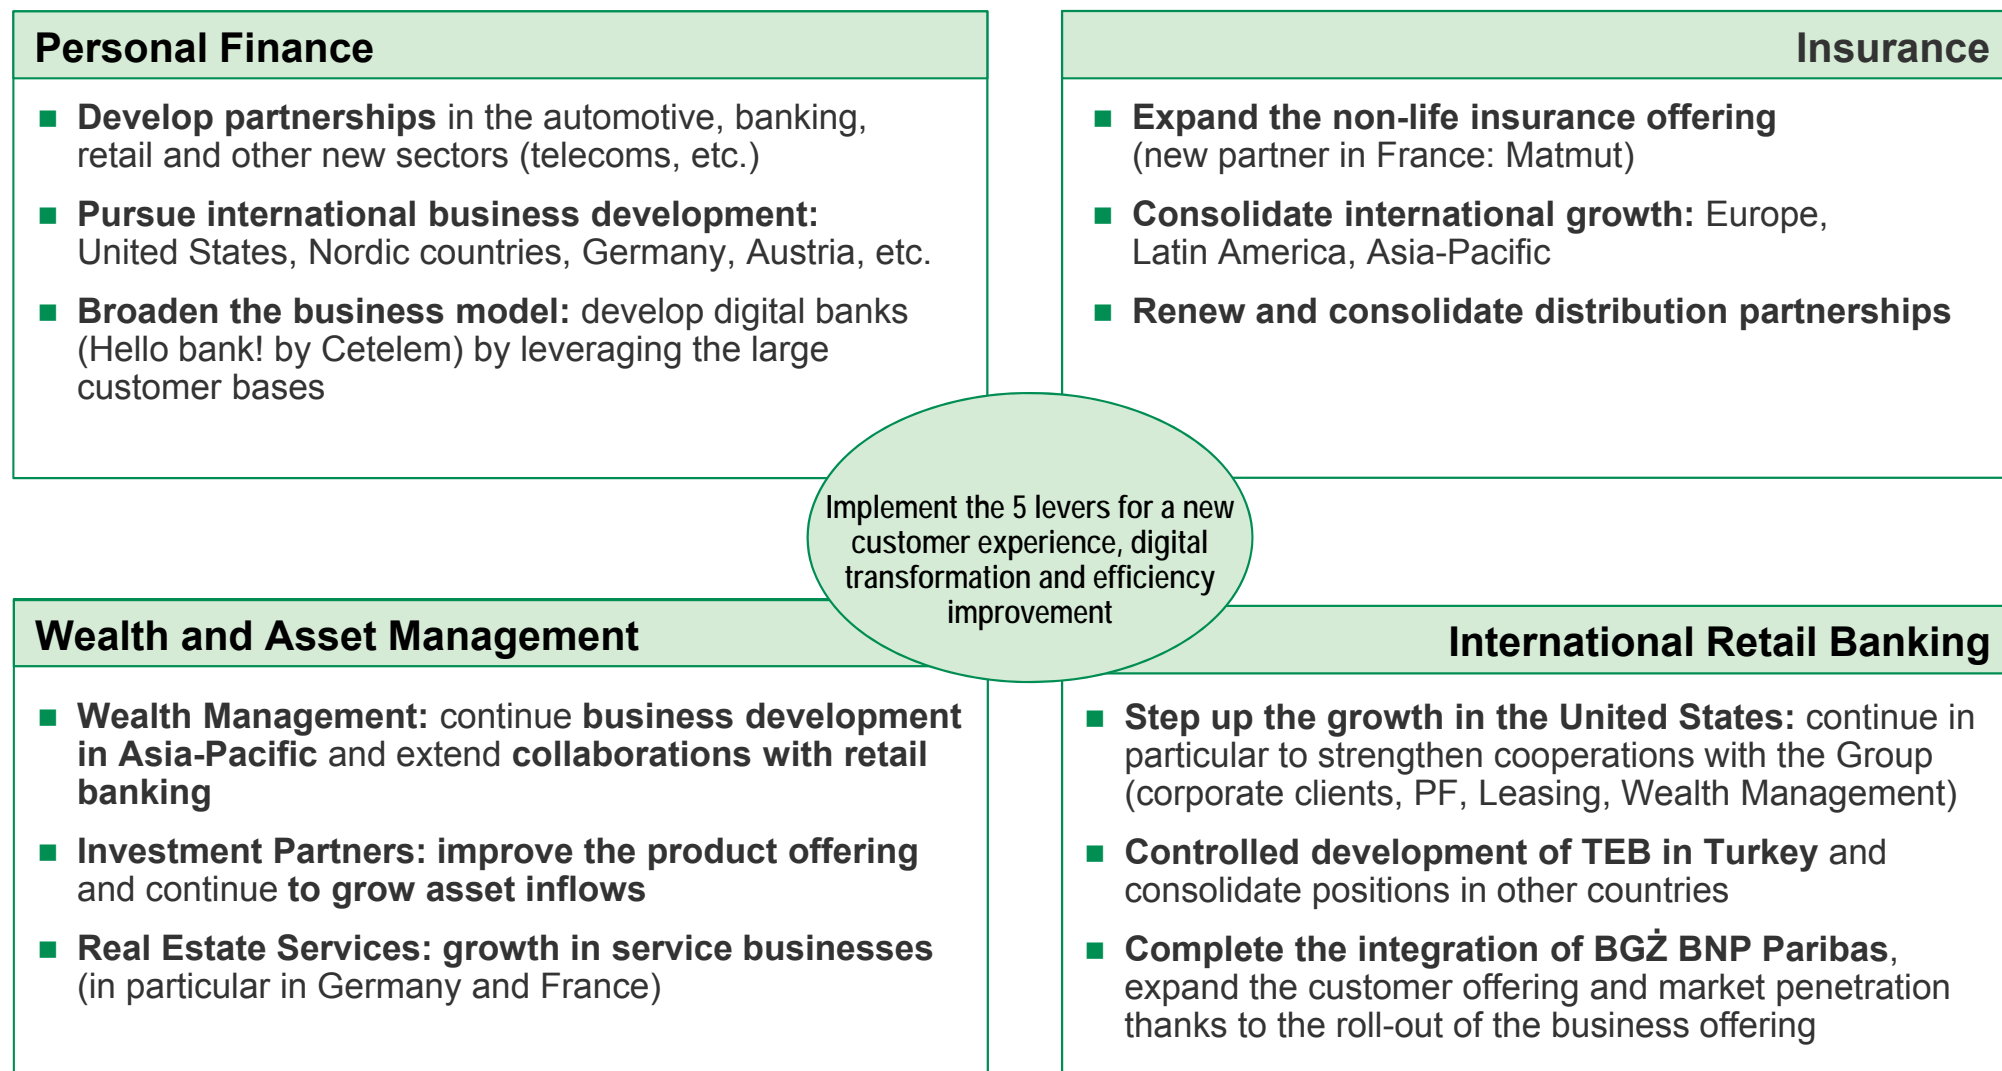 Personal Finance
■ Develop partnerships in the automotive, banking,
retail and other new sectors (telecoms, etc.)
■ Pursue international business development:
United States, Nordic countries, Germany, Austria, etc.
■ Broaden the business model: develop digital banks
(Hello bank! by Cetelem) by leveraging the large
customer bases
Insurance
■ Expand the non-life insurance offering
(new partner in France: Matmut)
■ Consolidate international growth: Europe,
Latin America, Asia-Pacific
■ Renew and consolidate distribution partnerships
Implement the 5 levers for a new
customer experience, digital
transformation and efficiency
improvement
Wealth and Asset Management
■ Wealth Management: continue business development
in Asia-Pacific and extend collaborations with retail
banking
■ Investment Partners: improve the product offering
and continue to grow asset inflows
■ Real Estate Services: growth in service businesses
(in particular in Germany and France)
International Retail Banking
■ Step up the growth in the United States: continue in
particular to strengthen cooperations with the Group
(corporate clients, PF, Leasing, Wealth Management)
■ Controlled development of TEB in Turkey and
consolidate positions in other countries
■ Complete the integration of BGŻ BNP Paribas,
expand the customer offering and market penetration
thanks to the roll-out of the business offering